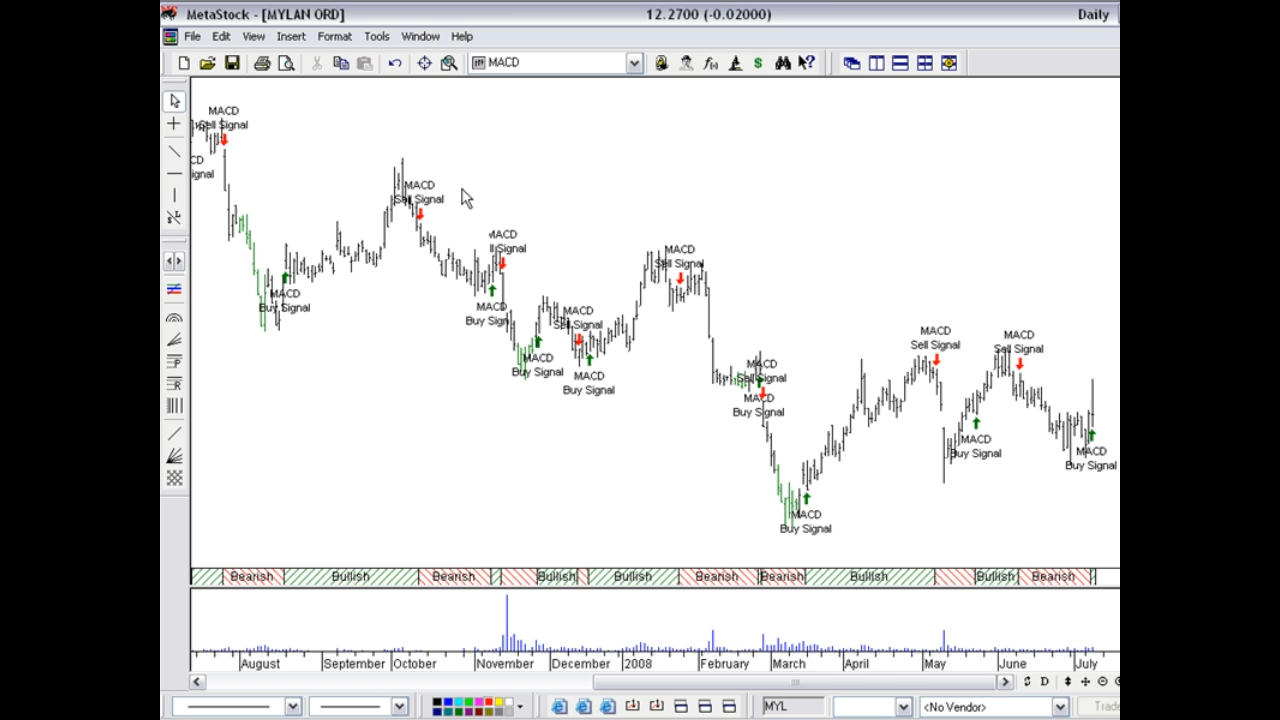 MetaStock - [MYLAN ORD] 12.2700 (-0.02000) Daily
File Edit View Insert Format Tools Window Help
MACD
MACD
Sell Signal
MACD
Sell Signal
MACD
Buy Signal
MACD
Buy Signal
MACD
MACD
Buy Signal
MACD
Sell Signal
MACD
Buy Signal
MACD
Sell Signal
MACD
Sell Signal
MACD
Buy Signal
MACD
Buy Signal
MACD
Sell Signal
MACD
Buy Signal
MACD
Sell Signal
MACD
Buy Signal
Bearish Bullish Bearish Bullish Bullish Bearish Bearish Bullish Bullish Bearish
August September October November December 2008 February March April May June July
MYL <No Vendor>